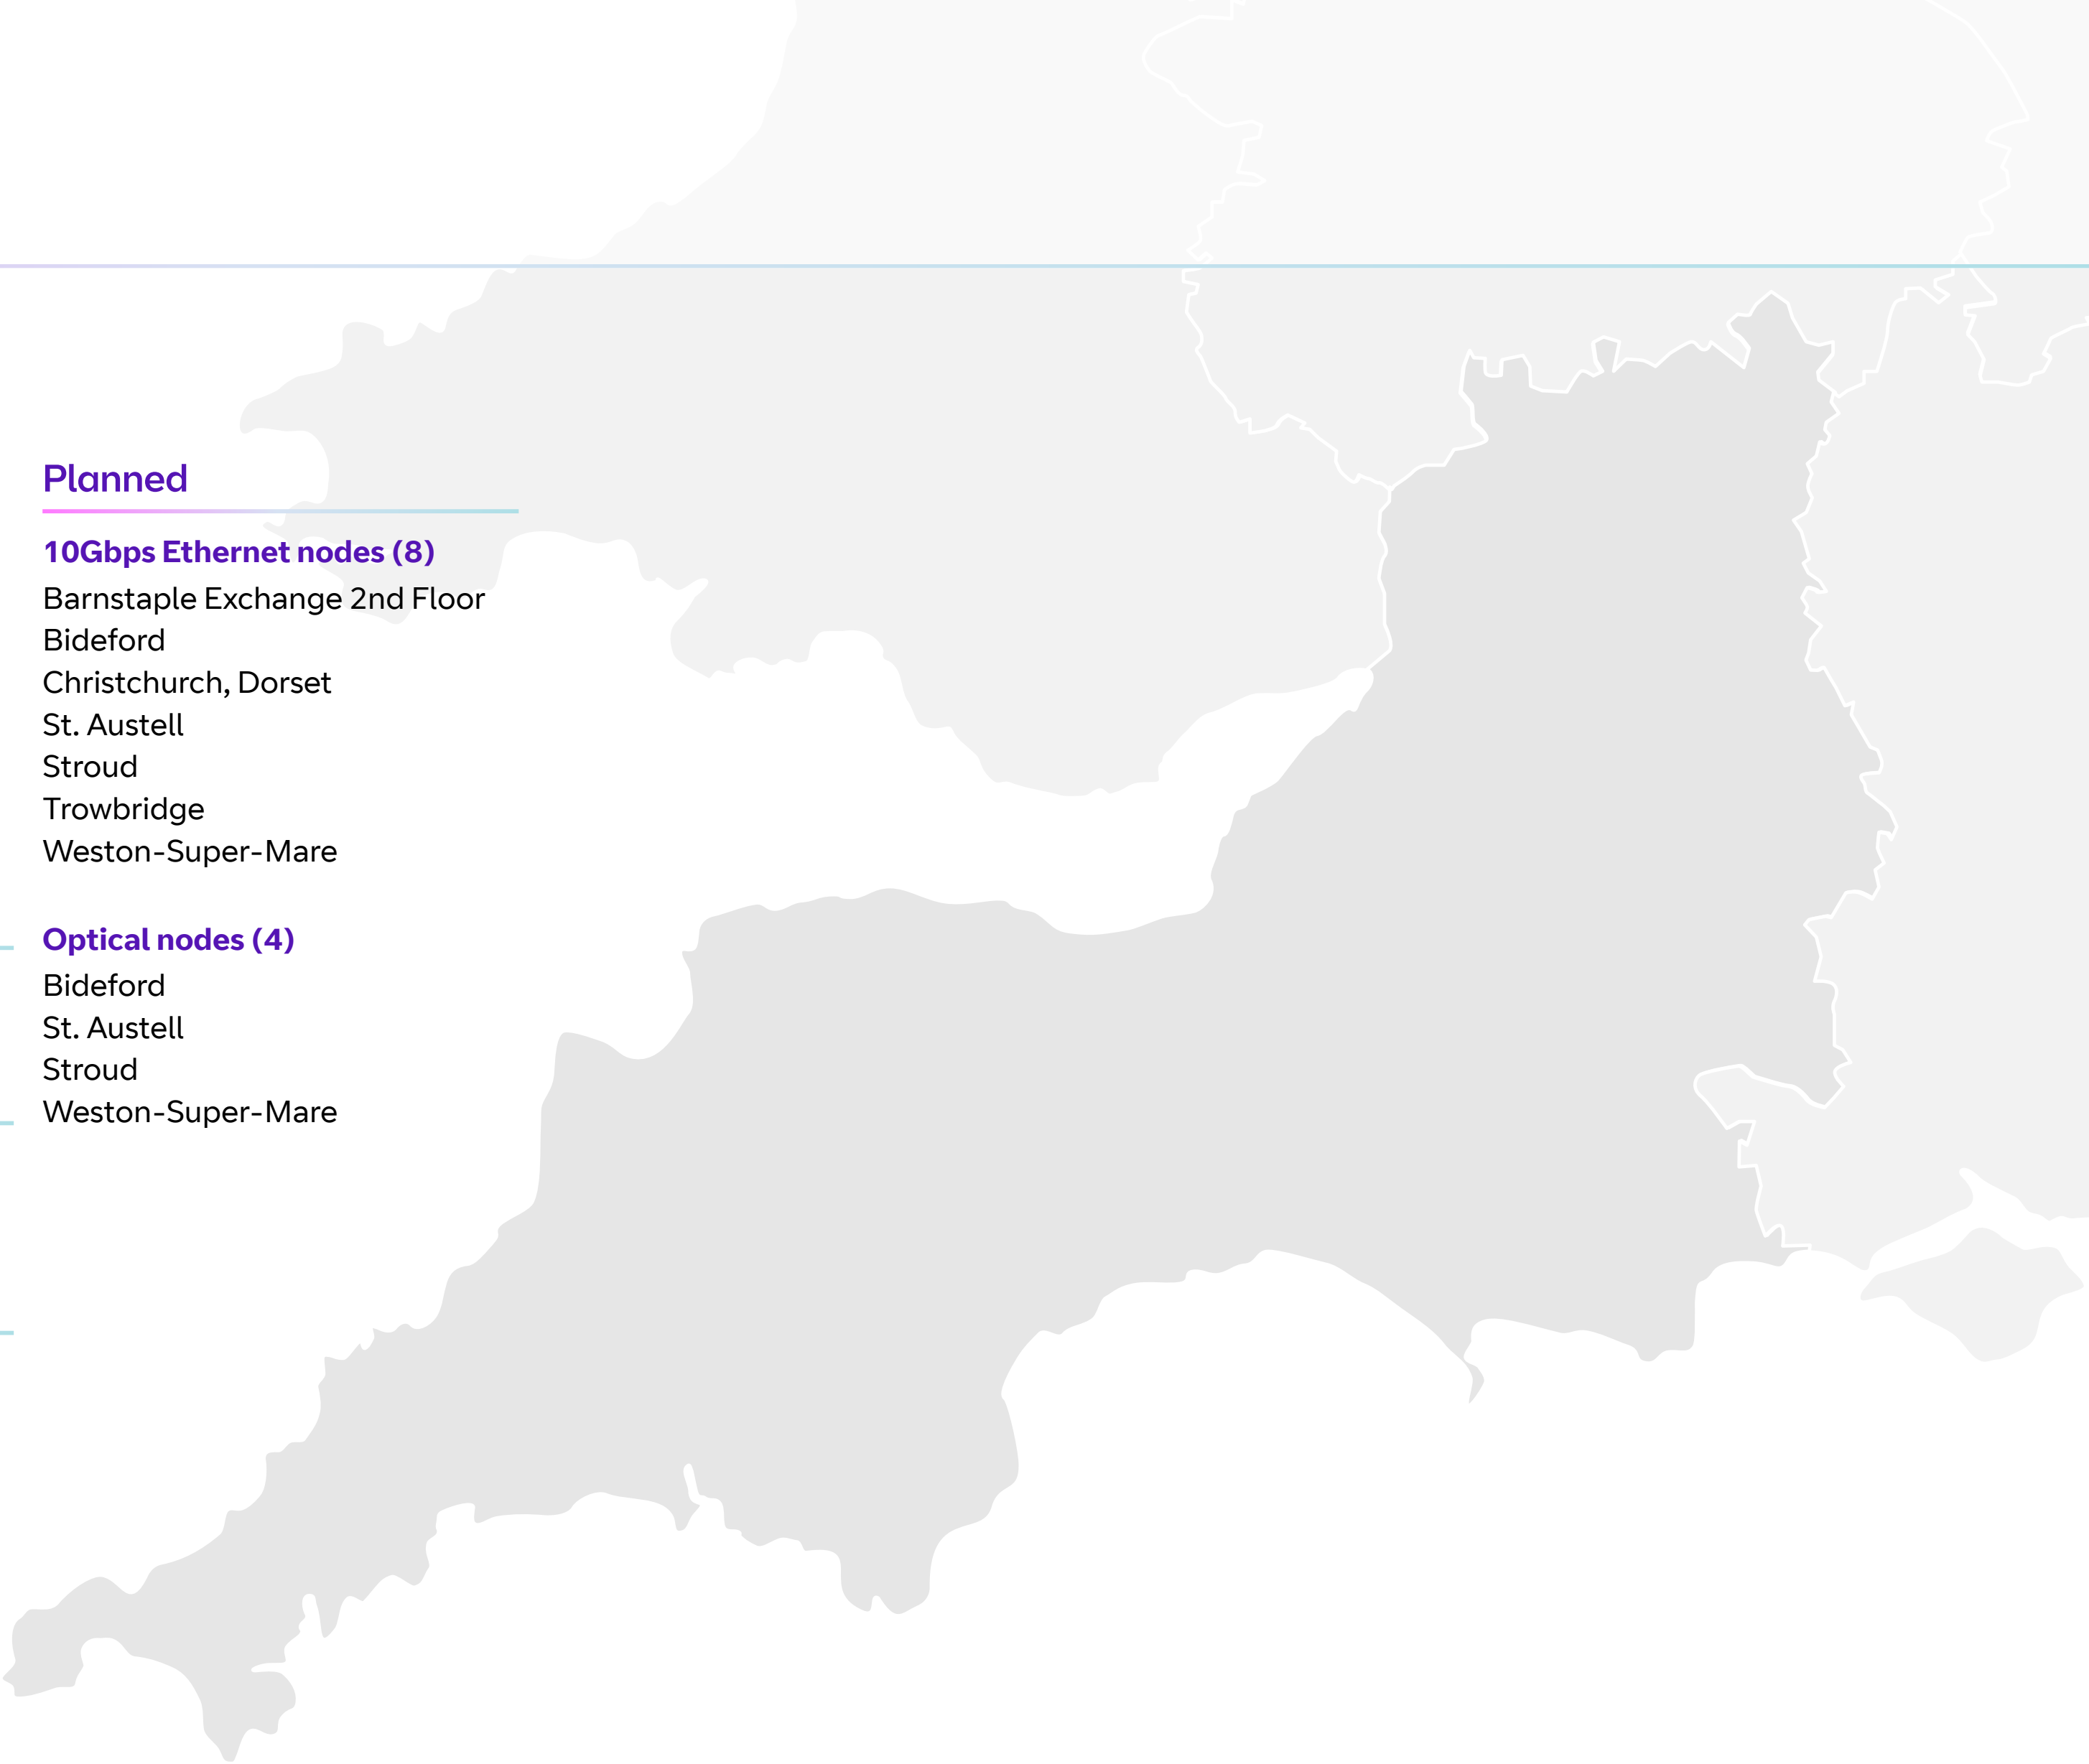 Planned
10Gbps Ethernet nodes (8)
Barnstaple Exchange 2nd Floor
Bideford
Christchurch, Dorset
St. Austell
Stroud
Trowbridge
Weston-Super-Mare
Optical nodes (4)
Bideford
St. Austell
Stroud
Weston-Super-Mare